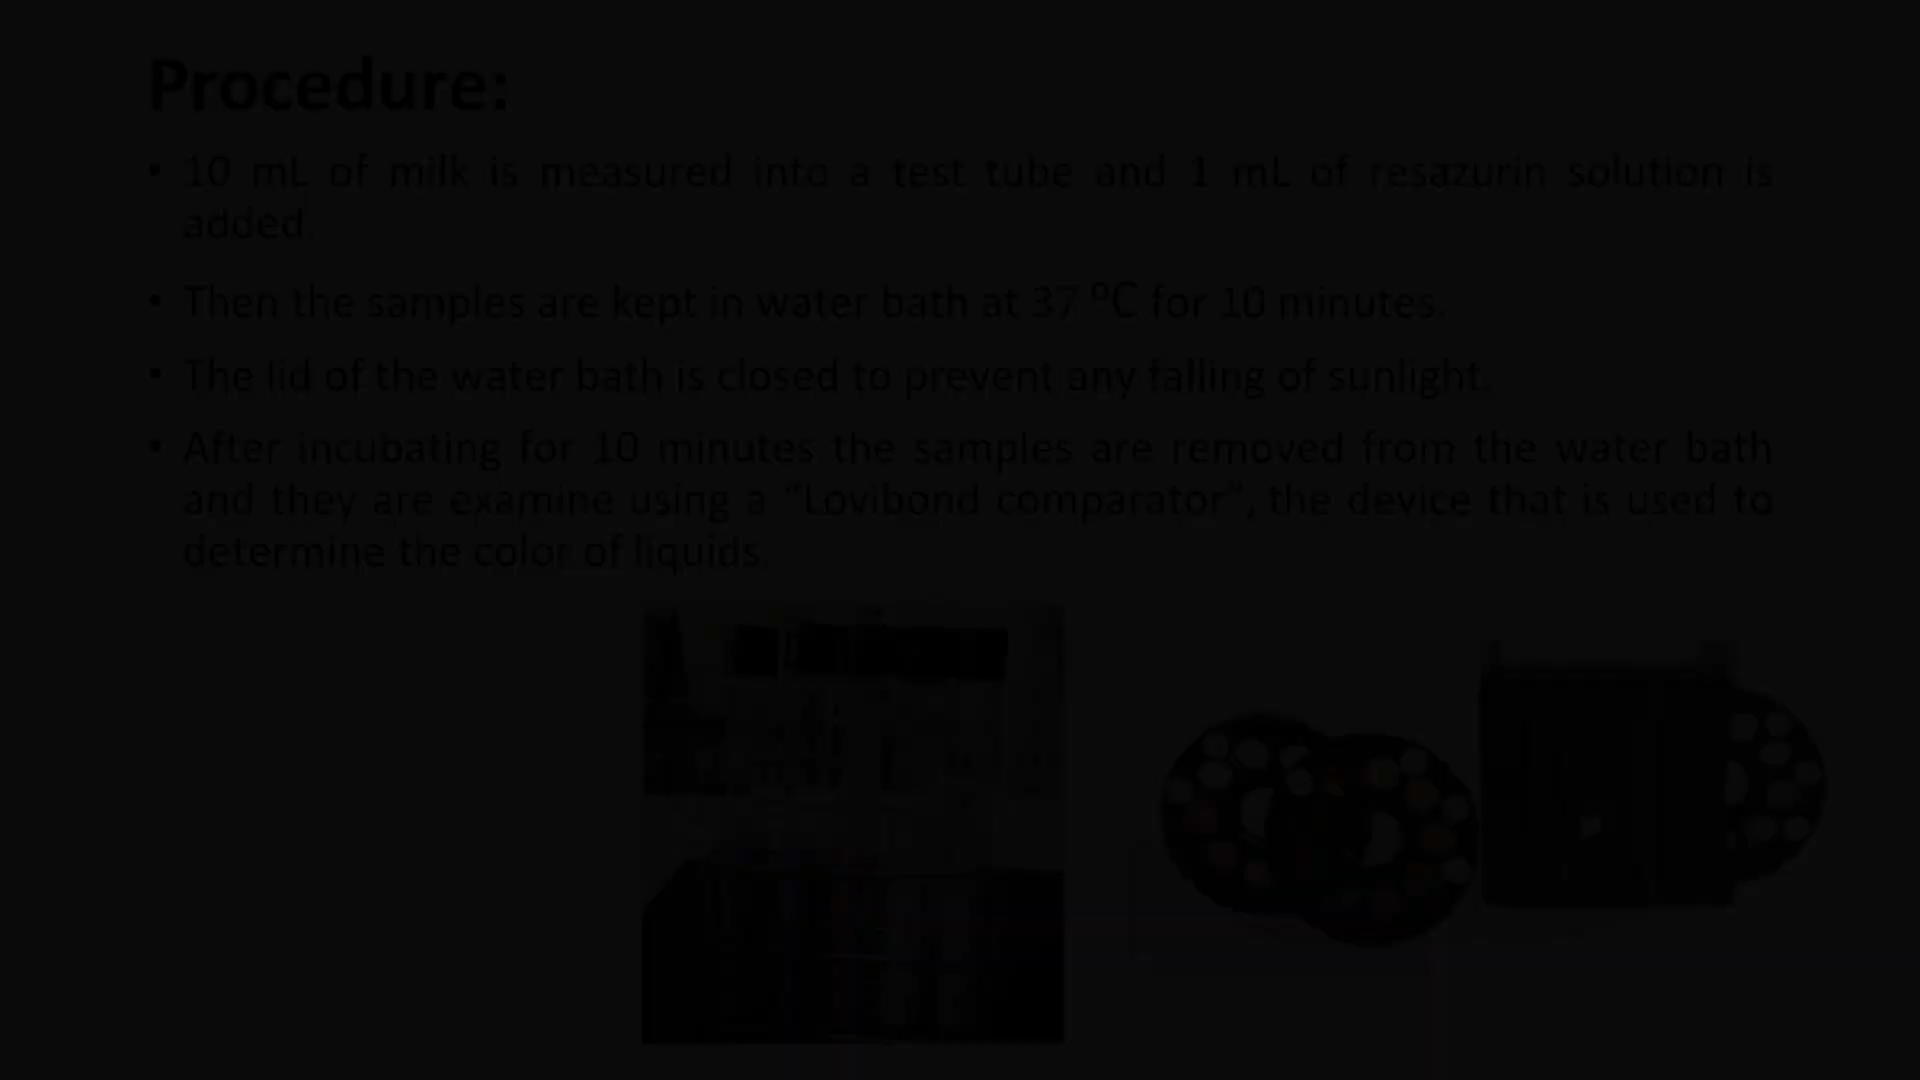 Procedure:
• 10 mL of milk is measured into a test tube and 1 mL of resazurin solution is
added.
• Then the samples are kept in water bath at 37 ⁰C for 10 minutes.
• The lid of the water bath is closed to prevent any falling of sunlight.
• After incubating for 10 minutes the samples are removed from the water bath
and they are examine using a “Lovibond comparator”, the device that is used to
determine the color of liquids.